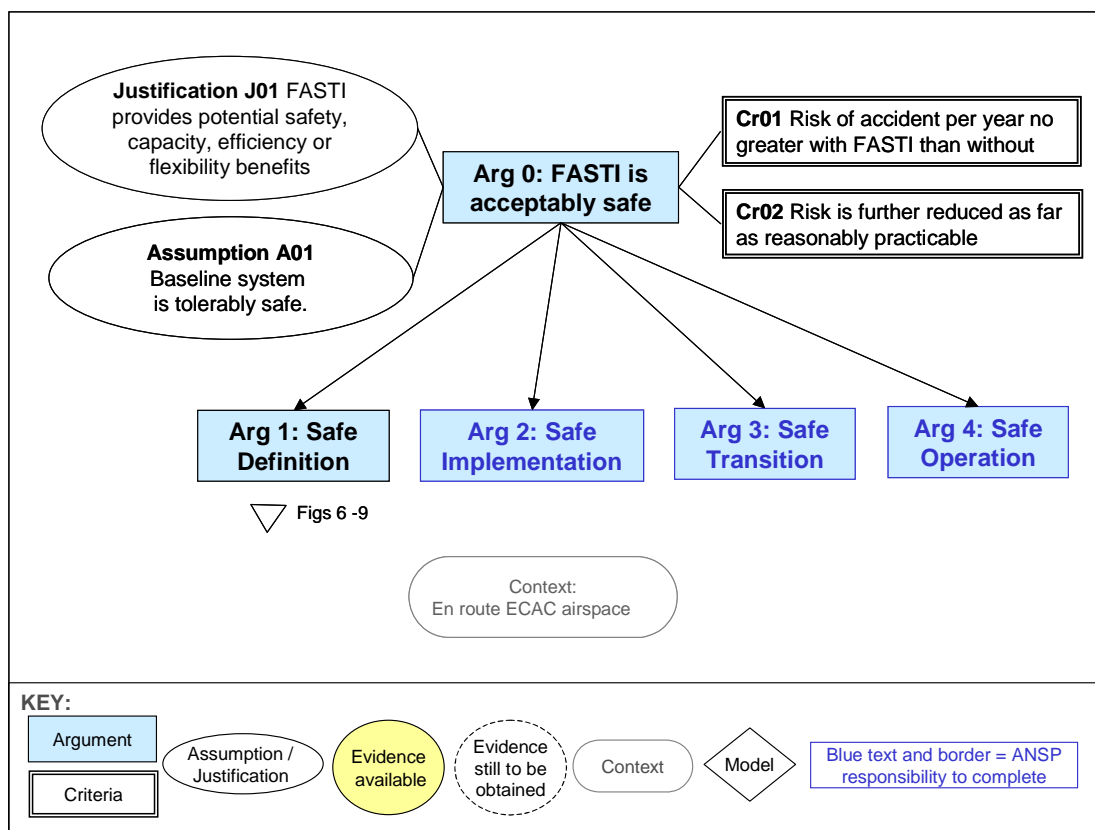 Justification J01 FASTI
provides potential safety,
capacity, efficiency or
flexibility benefits
Cr01 Risk of accident per year no
greater with FASTI than without
Arg 0: FASTI is
acceptably safe
Cr02 Risk is further reduced as far
as reasonably practicable
Assumption A01
Baseline system
is tolerably safe.
Arg 1: Safe
Definition
Arg 2: Safe
Implementation
Arg 3: Safe
Transition
Arg 4: Safe
Operation
Figs 6 -9
Context:
En route ECAC airspace
KEY:
Argument
Criteria
Assumption /
Justification
Evidence
available
Evidence
still to be
obtained
Context
Model
Blue text and border = ANSP
responsibility to complete